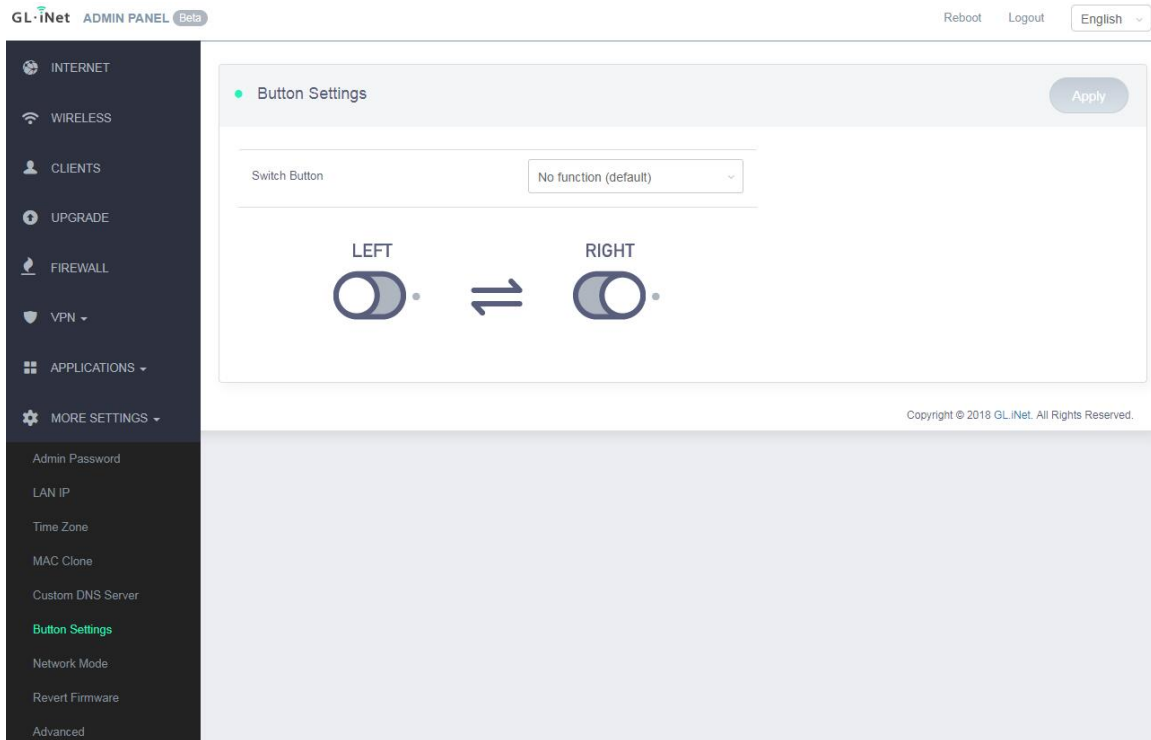 GL·iNet ADMIN PANEL Beta
Reboot Logout English
INTERNET
WIRELESS
CLIENTS
UPGRADE
FIREWALL
VPN
APPLICATIONS
MORE SETTINGS
Admin Password
LAN IP
Time Zone
MAC Clone
Custom DNS Server
Button Settings
Network Mode
Revert Firmware
Advanced
Button Settings
Apply
Switch Button No function (default)
LEFT RIGHT
Copyright © 2018 GL.iNet. All Rights Reserved.